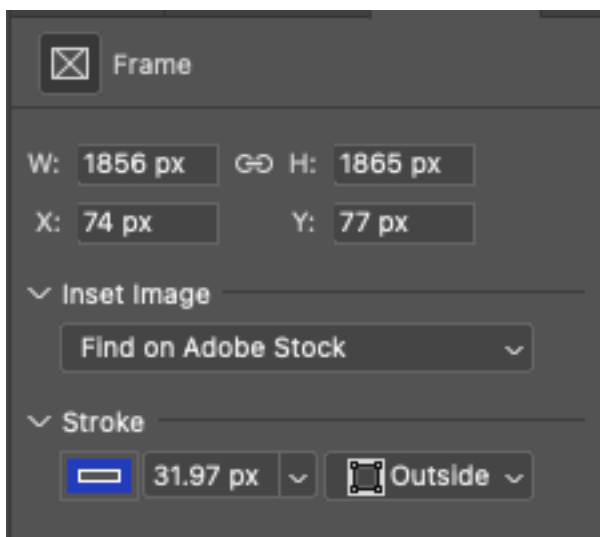 Frame
W: 1856 px H: 1865 px
X: 74 px Y: 77 px
Inset Image
Find on Adobe Stock
Stroke
31.97 px Outside